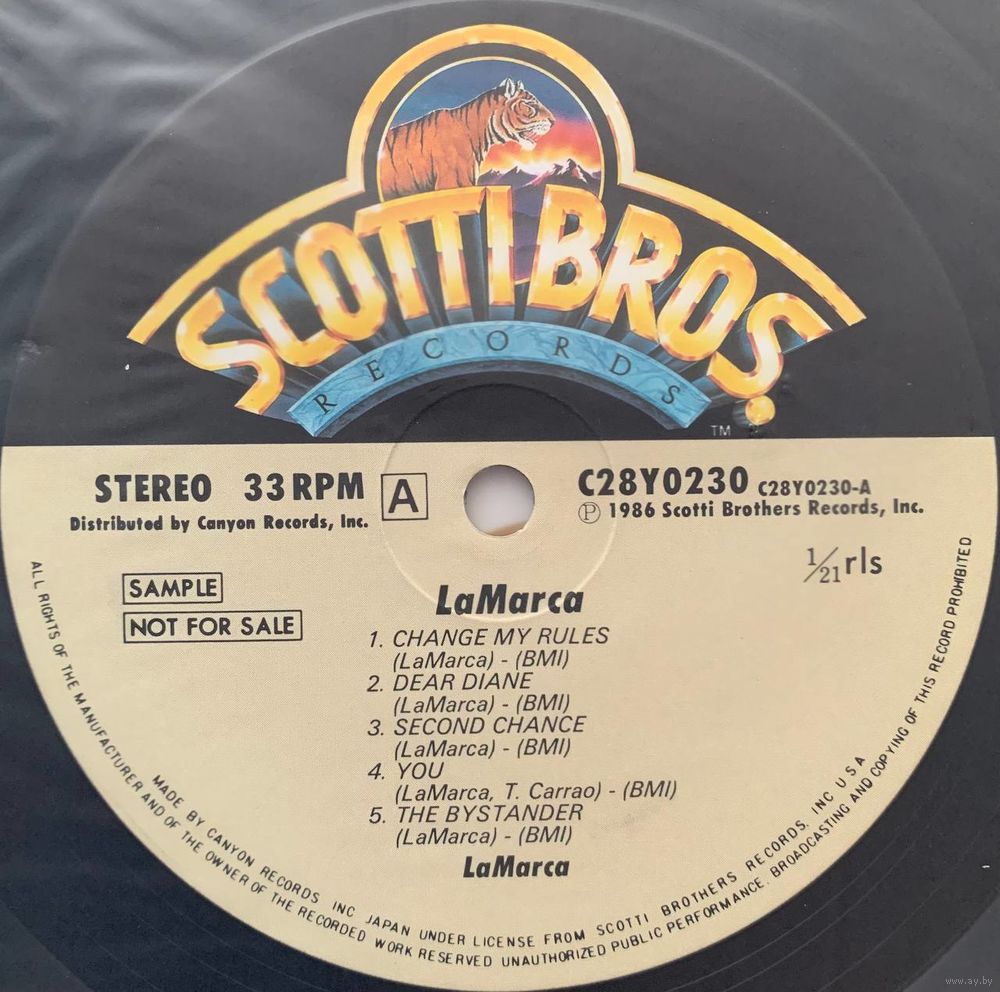 SCOTTI BROS.
RECORDS
TM
STEREO 33 RPM A
Distributed by Canyon Records, Inc.
C28Y0230 C28Y0230-A
Ⓟ 1986 Scotti Brothers Records, Inc.
1/21 rls
SAMPLE
NOT FOR SALE
LaMarca
1. CHANGE MY RULES
(LaMarca) - (BMI)
2. DEAR DIANE
(LaMarca) - (BMI)
3. SECOND CHANCE
(LaMarca) - (BMI)
4. YOU
(LaMarca, T. Carrao) - (BMI)
5. THE BYSTANDER
(LaMarca) - (BMI)
LaMarca
MADE BY CANYON RECORDS INC JAPAN UNDER LICENSE FROM SCOTTI BROTHERS RECORDS, INC USA
ALL RIGHTS OF THE MANUFACTURER AND OF THE OWNER OF THE RECORDED WORK RESERVED UNAUTHORIZED PUBLIC PERFORMANCE. BROADCASTING AND COPYING OF THIS RECORD PROHIBITED
www.ay.by